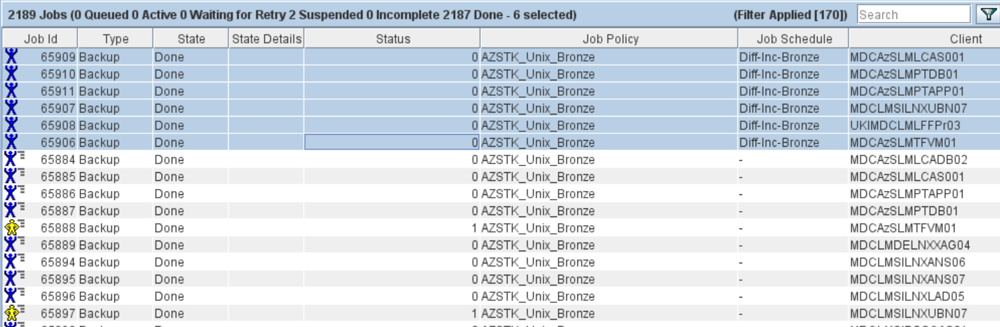 2189 Jobs (0 Queued 0 Active 0 Waiting for Retry 2 Suspended 0 Incomplete 2187 Done - 6 selected) (Filter Applied [170]) Search
Job Id Type State State Details Status Job Policy Job Schedule Client
65909 Backup Done 0 AZSTK_Unix_Bronze Diff-Inc-Bronze MDCAzSLMLCAS001
65910 Backup Done 0 AZSTK_Unix_Bronze Diff-Inc-Bronze MDCAzSLMPTDB01
65911 Backup Done 0 AZSTK_Unix_Bronze Diff-Inc-Bronze MDCAzSLMPTAPP01
65907 Backup Done 0 AZSTK_Unix_Bronze Diff-Inc-Bronze MDCLMSILNXUBN07
65908 Backup Done 0 AZSTK_Unix_Bronze Diff-Inc-Bronze UKIMDCLMLFFPr03
65906 Backup Done 0 AZSTK_Unix_Bronze Diff-Inc-Bronze MDCAzSLMTFVM01
65884 Backup Done 0 AZSTK_Unix_Bronze - MDCAzSLMLCADB02
65885 Backup Done 0 AZSTK_Unix_Bronze - MDCAzSLMLCAS001
65886 Backup Done 0 AZSTK_Unix_Bronze - MDCAzSLMPTAPP01
65887 Backup Done 0 AZSTK_Unix_Bronze - MDCAzSLMPTDB01
65888 Backup Done 1 AZSTK_Unix_Bronze - MDCAzSLMTFVM01
65889 Backup Done 0 AZSTK_Unix_Bronze - MDCLMDELNXXAG04
65894 Backup Done 0 AZSTK_Unix_Bronze - MDCLMSILNXANS06
65895 Backup Done 0 AZSTK_Unix_Bronze - MDCLMSILNXANS07
65896 Backup Done 0 AZSTK_Unix_Bronze - MDCLMSILNXLAD05
65897 Backup Done 1 AZSTK_Unix_Bronze - MDCLMSILNXUBN07